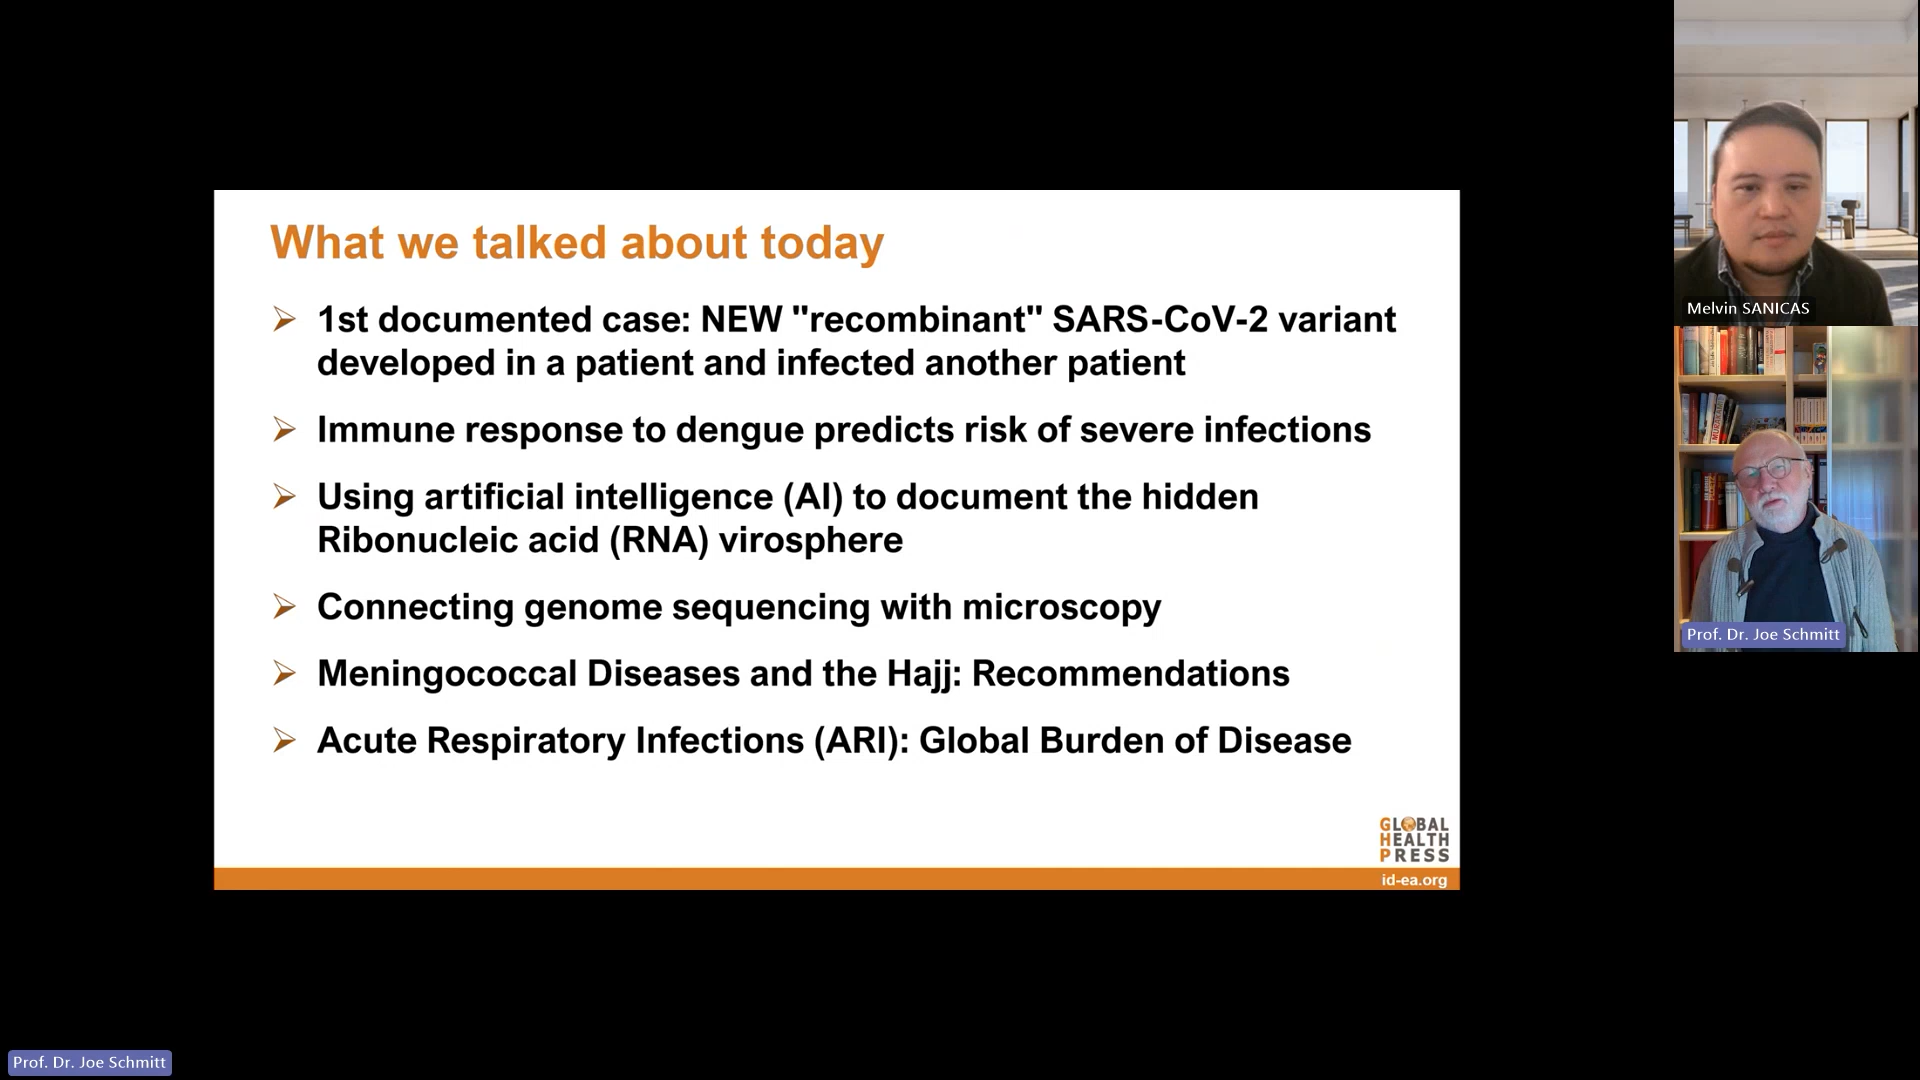 What we talked about today
1st documented case: NEW "recombinant" SARS-CoV-2 variant
developed in a patient and infected another patient
Immune response to dengue predicts risk of severe infections
Using artificial intelligence (AI) to document the hidden
Ribonucleic acid (RNA) virosphere
Connecting genome sequencing with microscopy
Meningococcal Diseases and the Hajj: Recommendations
Acute Respiratory Infections (ARI): Global Burden of Disease
GLOBAL
HEALTH
PRESS
id-ea.org
Melvin SANICAS
Prof. Dr. Joe Schmitt
Prof. Dr. Joe Schmitt